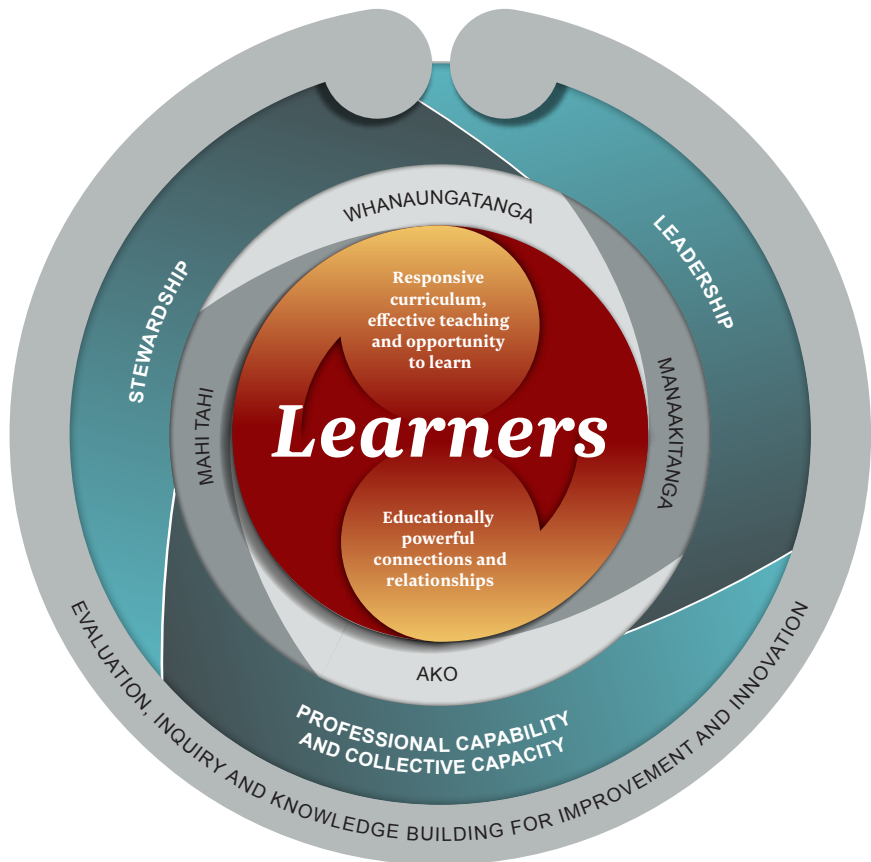 WHANAUNGATANGA
LEADERSHIP
STEWARDSHIP
Responsive
curriculum,
effective teaching
and opportunity
to learn
MANAAKITANGA
MAHI TAHI
Learners
Educationally
powerful
connections and
relationships
AKO
PROFESSIONAL CAPABILITY
AND COLLECTIVE CAPACITY
EVALUATION, INQUIRY AND KNOWLEDGE BUILDING FOR IMPROVEMENT AND INNOVATION